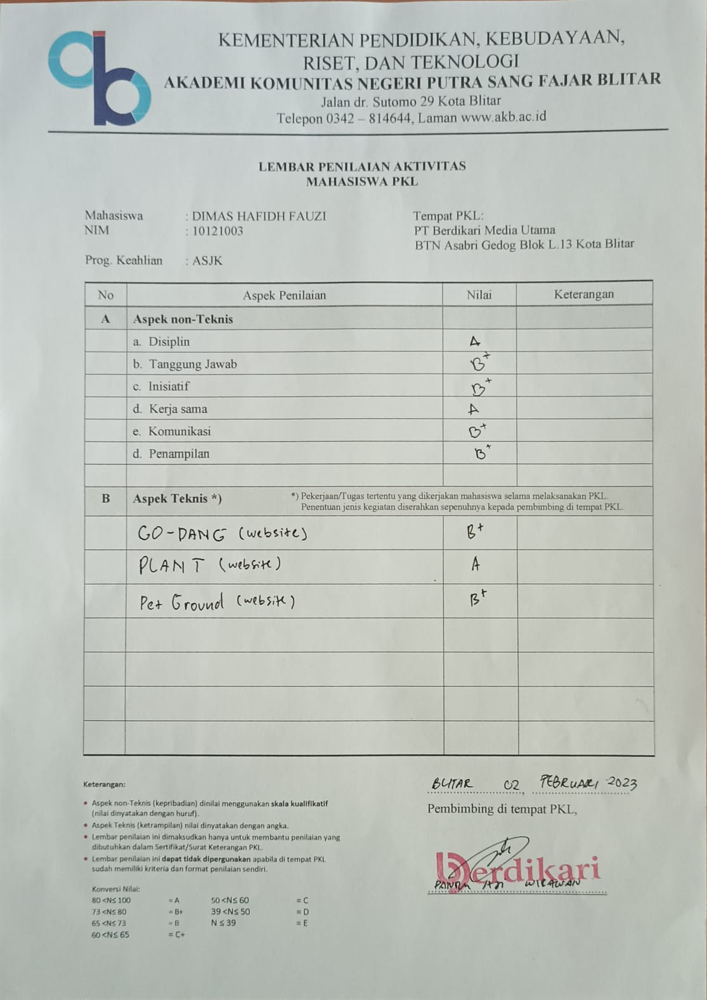 KEMENTERIAN PENDIDIKAN, KEBUDAYAAN,
RISET, DAN TEKNOLOGI
AKADEMI KOMUNITAS NEGERI PUTRA SANG FAJAR BLITAR
Jalan dr. Sutomo 29 Kota Blitar
Telepon 0342 – 814644, Laman www.akb.ac.id
LEMBAR PENILAIAN AKTIVITAS
MAHASISWA PKL
Mahasiswa : DIMAS HAFIDH FAUZI
NIM : 10121003
Prog. Keahlian : ASJK
Tempat PKL:
PT Berdikari Media Utama
BTN Asabri Gedog Blok L.13 Kota Blitar
No Aspek Penilaian Nilai Keterangan
A Aspek non-Teknis
a. Disiplin A
b. Tanggung Jawab B+
c. Inisiatif B+
d. Kerja sama A
e. Komunikasi B+
d. Penampilan B+
B Aspek Teknis *) *) Pekerjaan/Tugas tertentu yang dikerjakan mahasiswa selama melaksanakan PKL.
Penentuan jenis kegiatan diserahkan sepenuhnya kepada pembimbing di tempat PKL.
GO-DANG (website) B+
PLANT (website) A
Pet Ground (website) B+
Keterangan:
• Aspek non-Teknis (kepribadian) dinilai menggunakan skala kualifikatif
(nilai dinyatakan dengan huruf).
• Aspek Teknis (ketrampilan) nilai dinyatakan dengan angka.
• Lembar penilaian ini dimaksudkan hanya untuk membantu penilaian yang
dibutuhkan dalam Sertifikat/Surat Keterangan PKL.
• Lembar penilaian ini dapat tidak dipergunakan apabila di tempat PKL
sudah memiliki kriteria dan format penilaian sendiri.
Konversi Nilai:
80 <N≤ 100 = A 50 <N≤ 60 = C
73 <N≤ 80 = B+ 39 <N≤ 50 = D
65 <N≤ 73 = B N ≤ 39 = E
60 <N≤ 65 = C+
BLITAR 02, FEBRUARI 2023
Pembimbing di tempat PKL,
Berdikari
WIRAWAN